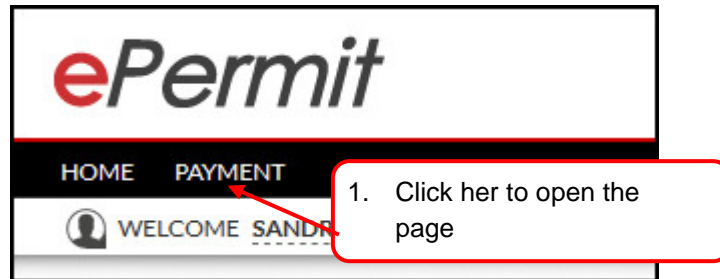 ePermit
HOME PAYMENT
1. Click her to open the
page
WELCOME SANDR